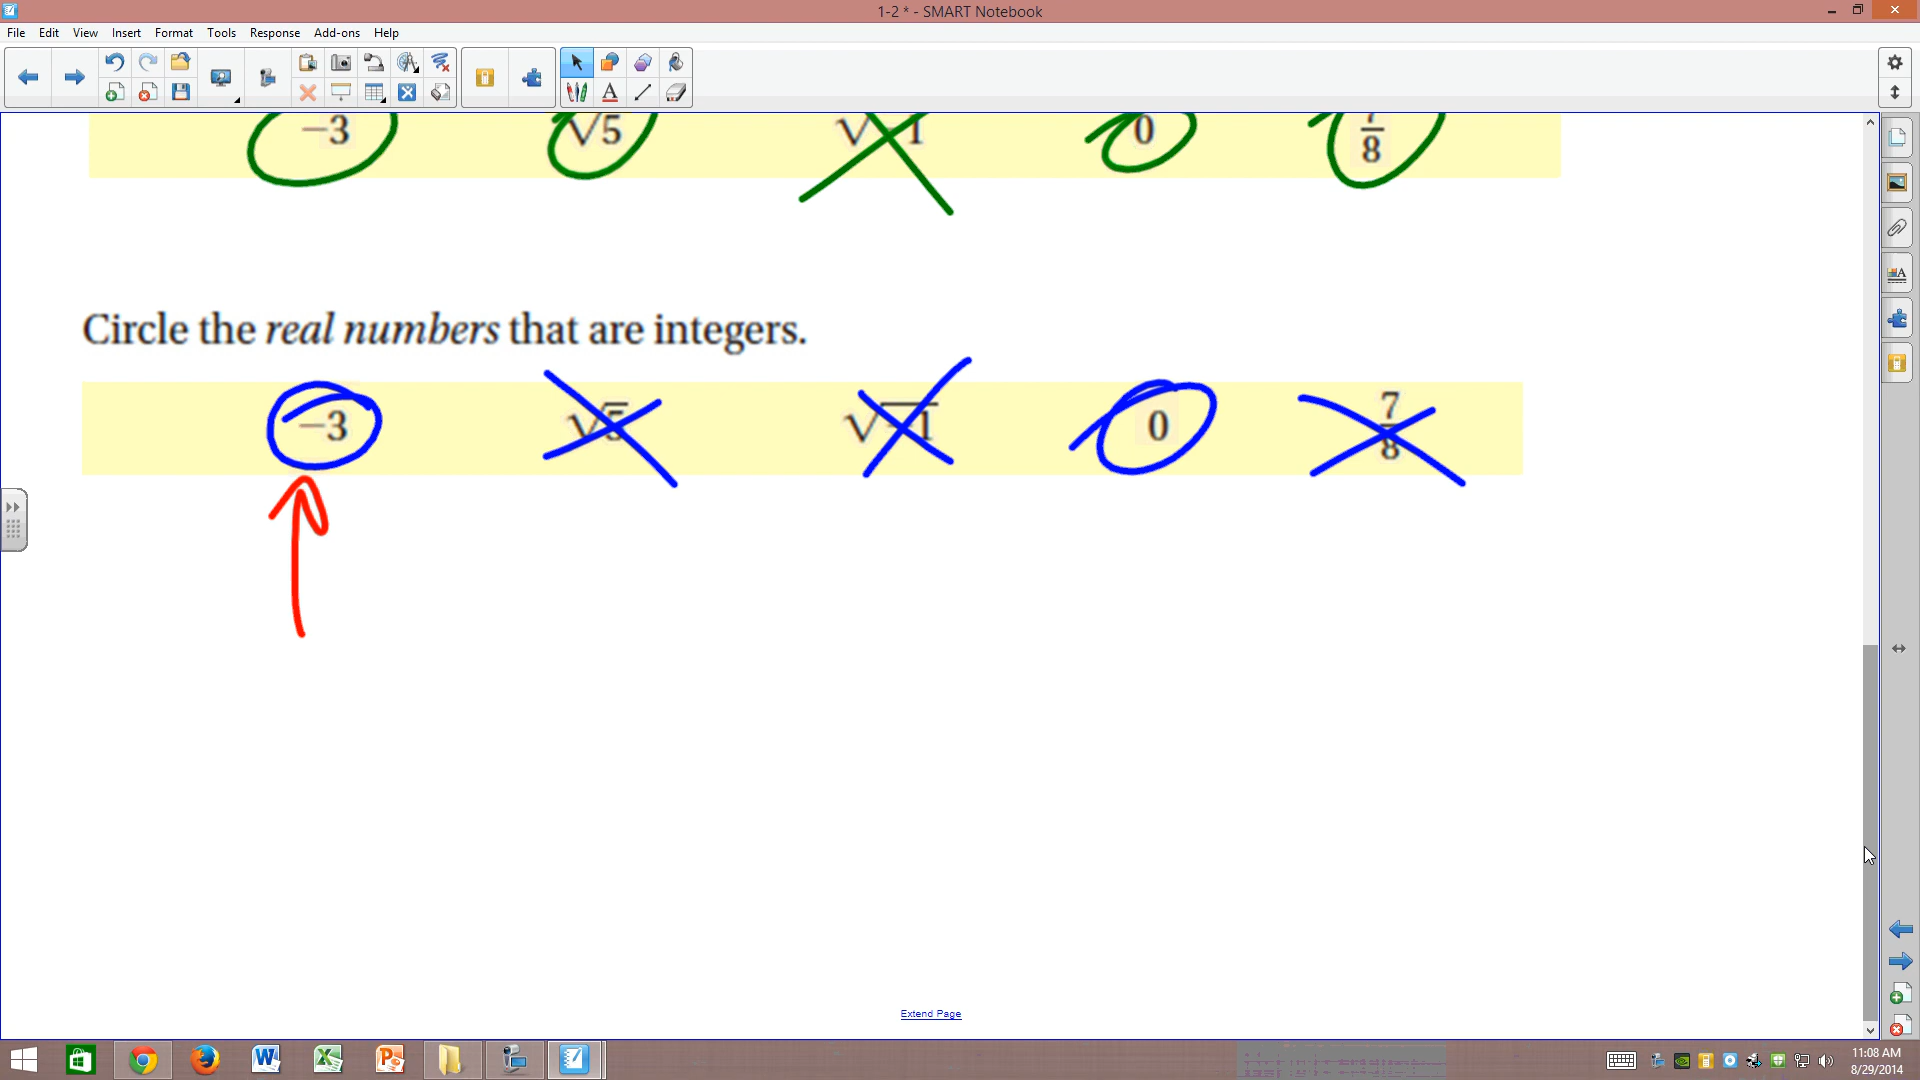 1-2 * - SMART Notebook
File Edit View Insert Format Tools Response Add-ons Help
−3 √5 √−1 0 7/8
Circle the real numbers that are integers.
−3 √5 √−1 0 7/8
Extend Page
11:08 AM
8/29/2014